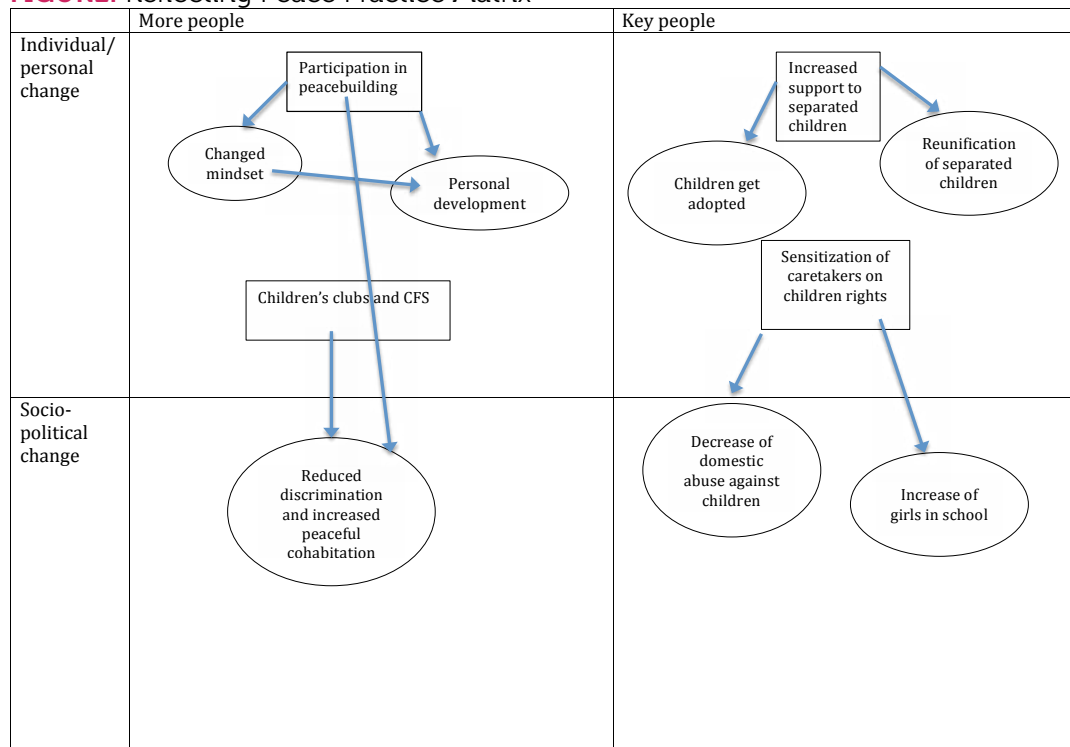 FIGURE: Reflecting Peace Practice Matrix
More people
Key people
Individual/
personal
change
Participation in
peacebuilding
Changed
mindset
Personal
development
Children's clubs and CFS
Increased
support to
separated
children
Children get
adopted
Reunification
of separated
children
Sensitization of
caretakers on
children rights
Socio-
political
change
Reduced
discrimination
and increased
peaceful
cohabitation
Decrease of
domestic
abuse against
children
Increase of
girls in school